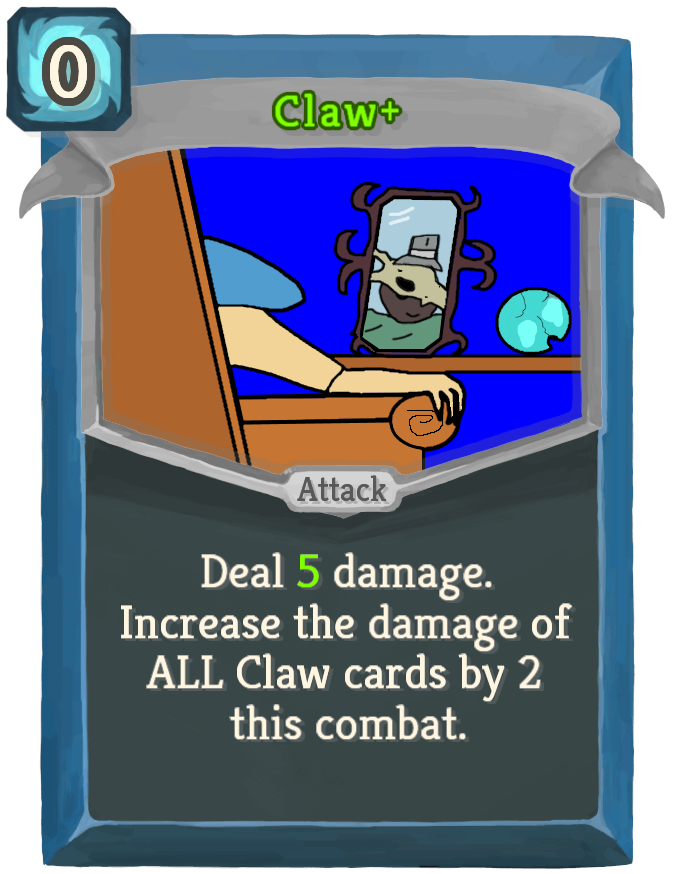 0
Claw+
Attack
Deal 5 damage.
Increase the damage of
ALL Claw cards by 2
this combat.